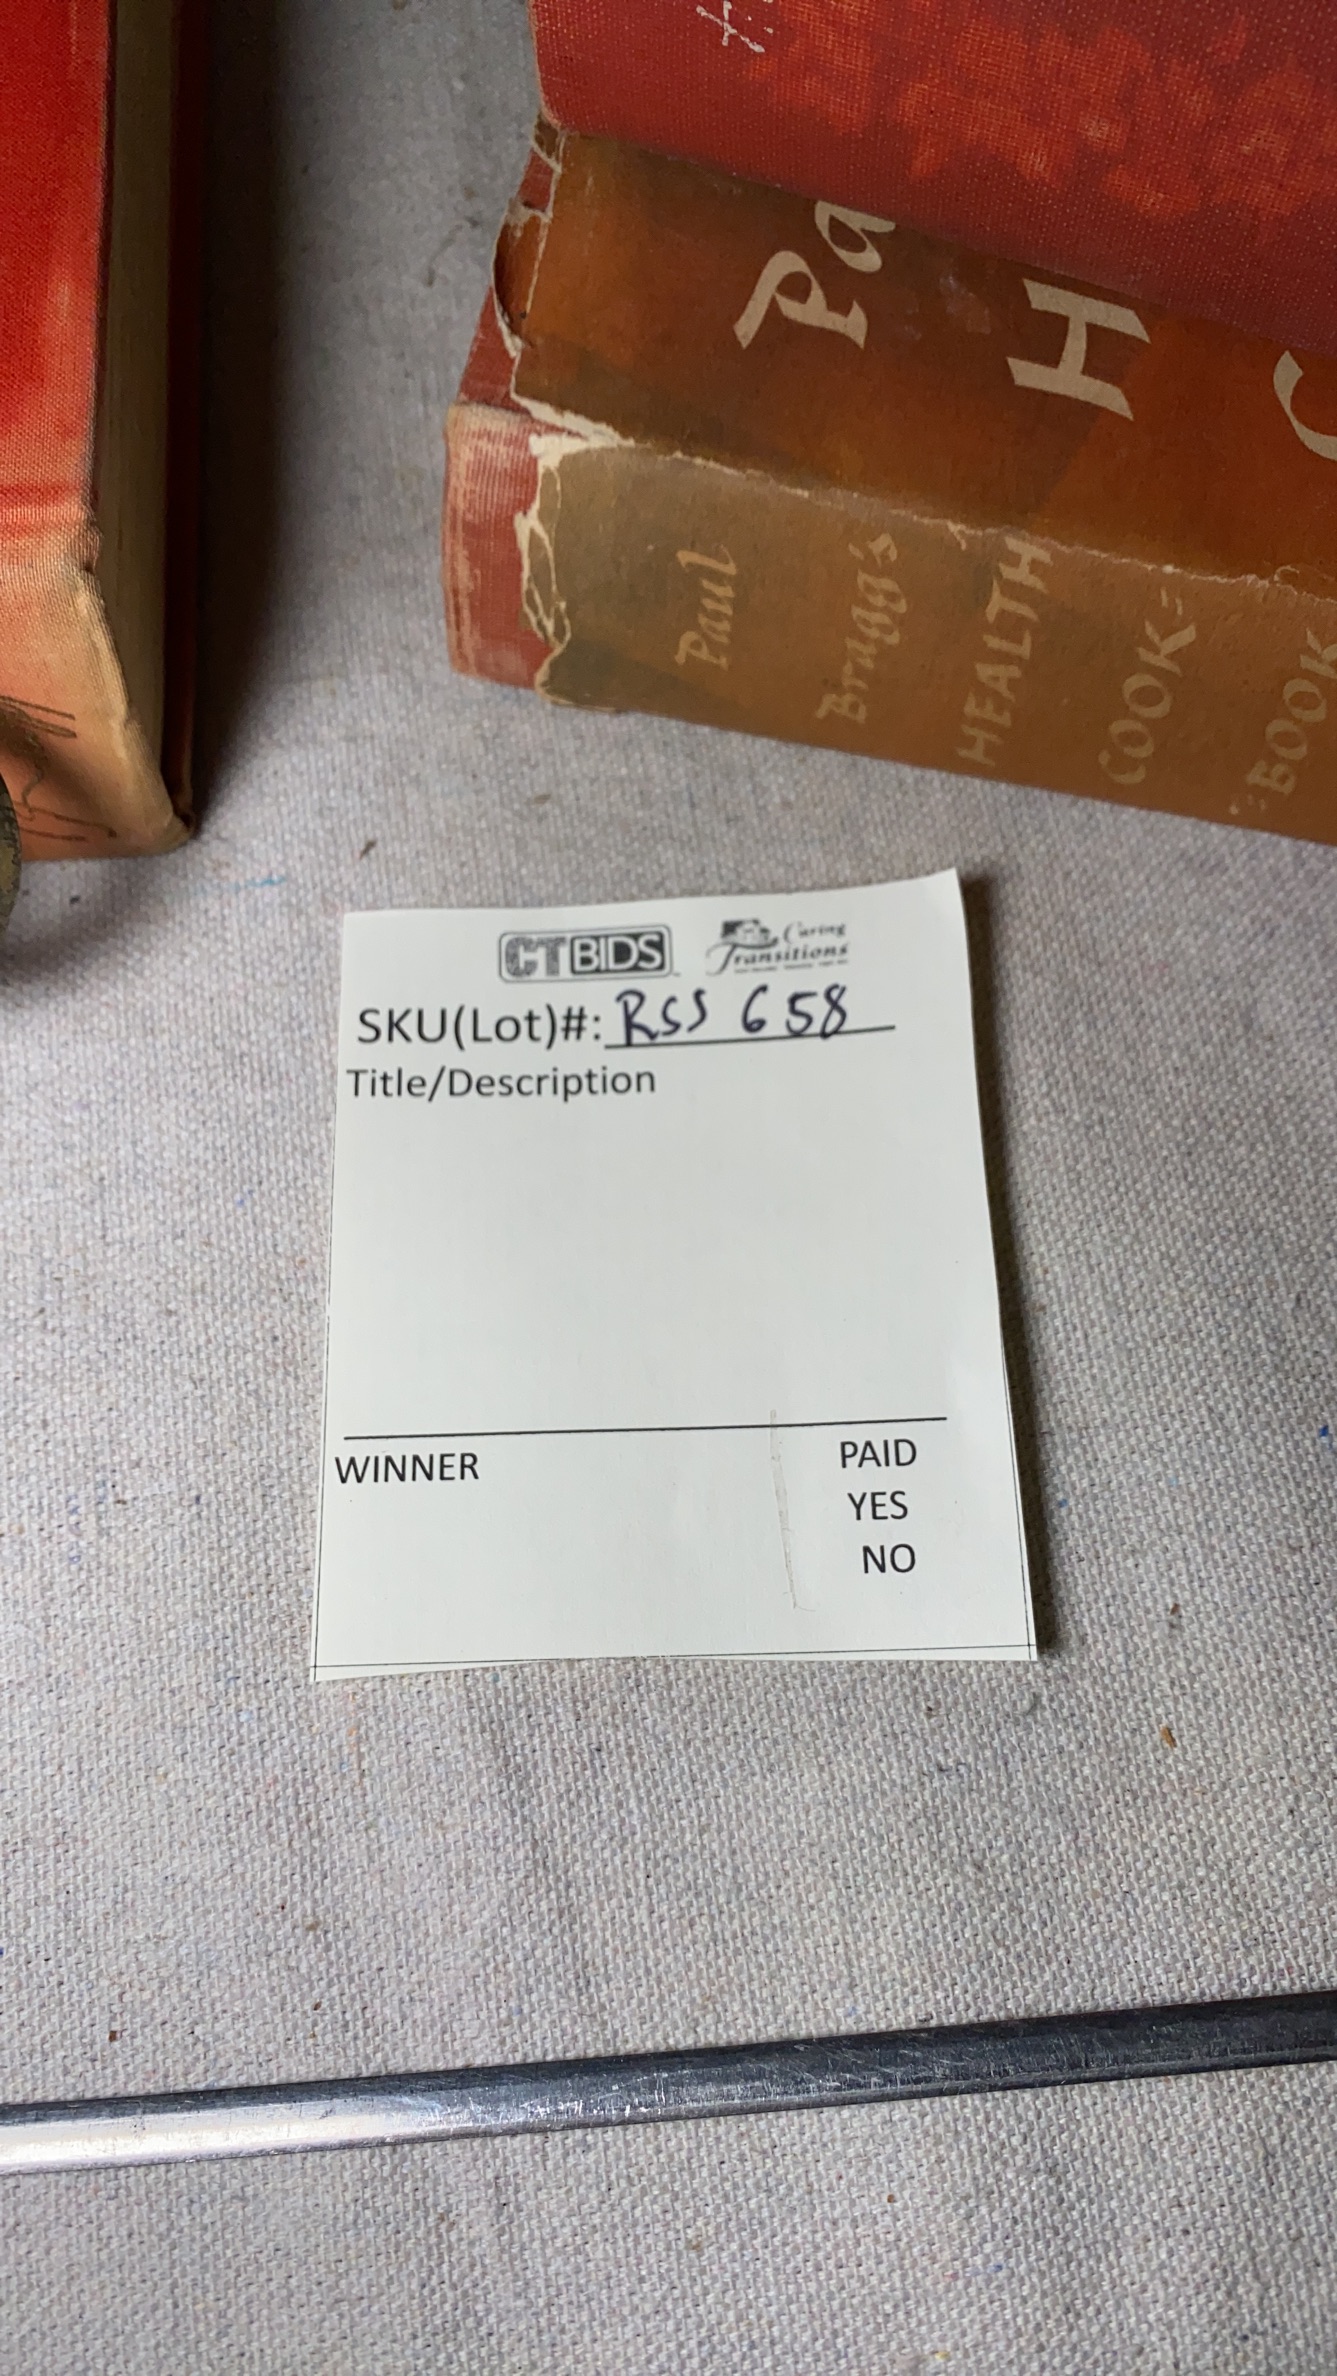 Pa
H
Paul
Bragg's
HEALTH
COOK=
=BOOK
CTBIDS
Caring
Transitions
SKU(Lot)#: RSS 658
Title/Description
WINNER
PAID
YES
NO